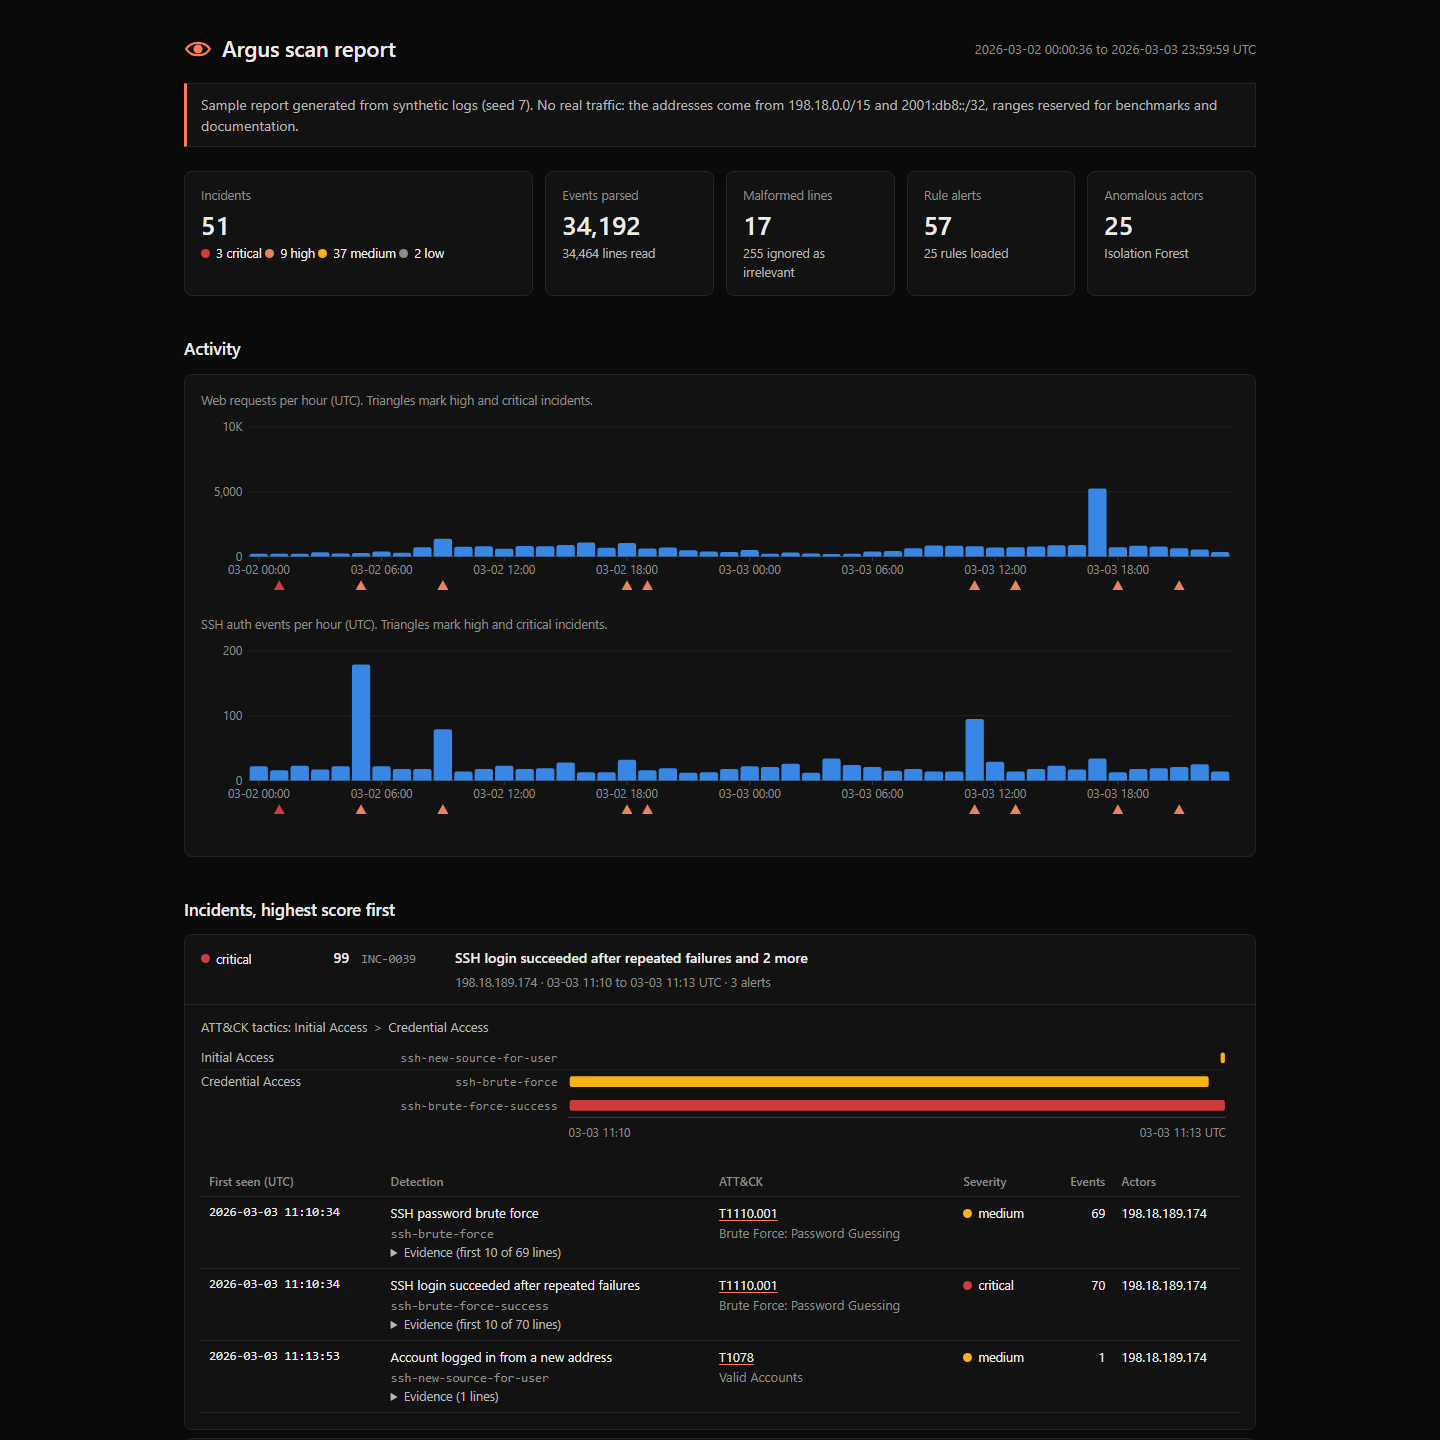 Argus scan report
2026-03-02 00:00:36 to 2026-03-03 23:59:59 UTC
Sample report generated from synthetic logs (seed 7). No real traffic: the addresses come from 198.18.0.0/15 and 2001:db8::/32, ranges reserved for benchmarks and
documentation.
Incidents
51
3 critical 9 high 37 medium 2 low
Events parsed
34,192
34,464 lines read
Malformed lines
17
255 ignored as
irrelevant
Rule alerts
57
25 rules loaded
Anomalous actors
25
Isolation Forest
Activity
Web requests per hour (UTC). Triangles mark high and critical incidents.
10K
5,000
0
03-02 00:00 03-02 06:00 03-02 12:00 03-02 18:00 03-03 00:00 03-03 06:00 03-03 12:00 03-03 18:00
SSH auth events per hour (UTC). Triangles mark high and critical incidents.
200
100
0
03-02 00:00 03-02 06:00 03-02 12:00 03-02 18:00 03-03 00:00 03-03 06:00 03-03 12:00 03-03 18:00
Incidents, highest score first
critical 99 INC-0039 SSH login succeeded after repeated failures and 2 more
198.18.189.174 · 03-03 11:10 to 03-03 11:13 UTC · 3 alerts
ATT&CK tactics: Initial Access > Credential Access
Initial Access ssh-new-source-for-user
Credential Access ssh-brute-force
ssh-brute-force-success
03-03 11:10 03-03 11:13 UTC
First seen (UTC) Detection ATT&CK Severity Events Actors
2026-03-03 11:10:34 SSH password brute force T1110.001 medium 69 198.18.189.174
ssh-brute-force Brute Force: Password Guessing
▶ Evidence (first 10 of 69 lines)
2026-03-03 11:10:34 SSH login succeeded after repeated failures T1110.001 critical 70 198.18.189.174
ssh-brute-force-success Brute Force: Password Guessing
▶ Evidence (first 10 of 70 lines)
2026-03-03 11:13:53 Account logged in from a new address T1078 medium 1 198.18.189.174
ssh-new-source-for-user Valid Accounts
▶ Evidence (1 lines)